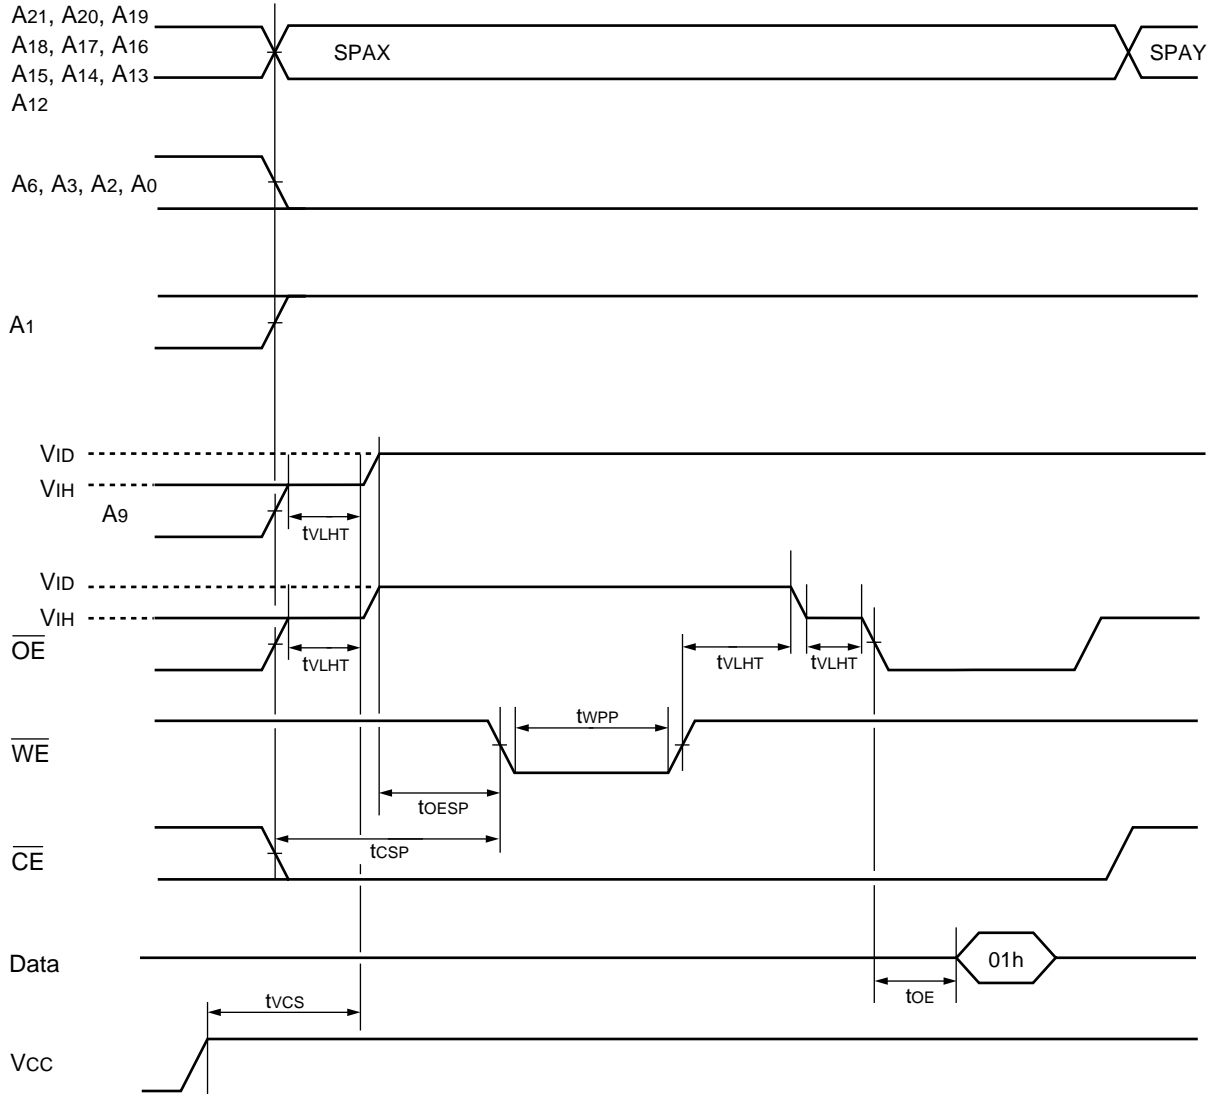 A21, A20, A19
A18, A17, A16
A15, A14, A13
A12
SPAX
SPAY
A6, A3, A2, A0
A1
VID
VIH
A9
tVLHT
VID
VIH
OE
tVLHT
tVLHT
tVLHT
WE
tWPP
tOESP
tCSP
CE
Data
01h
tOE
tVCS
VCC